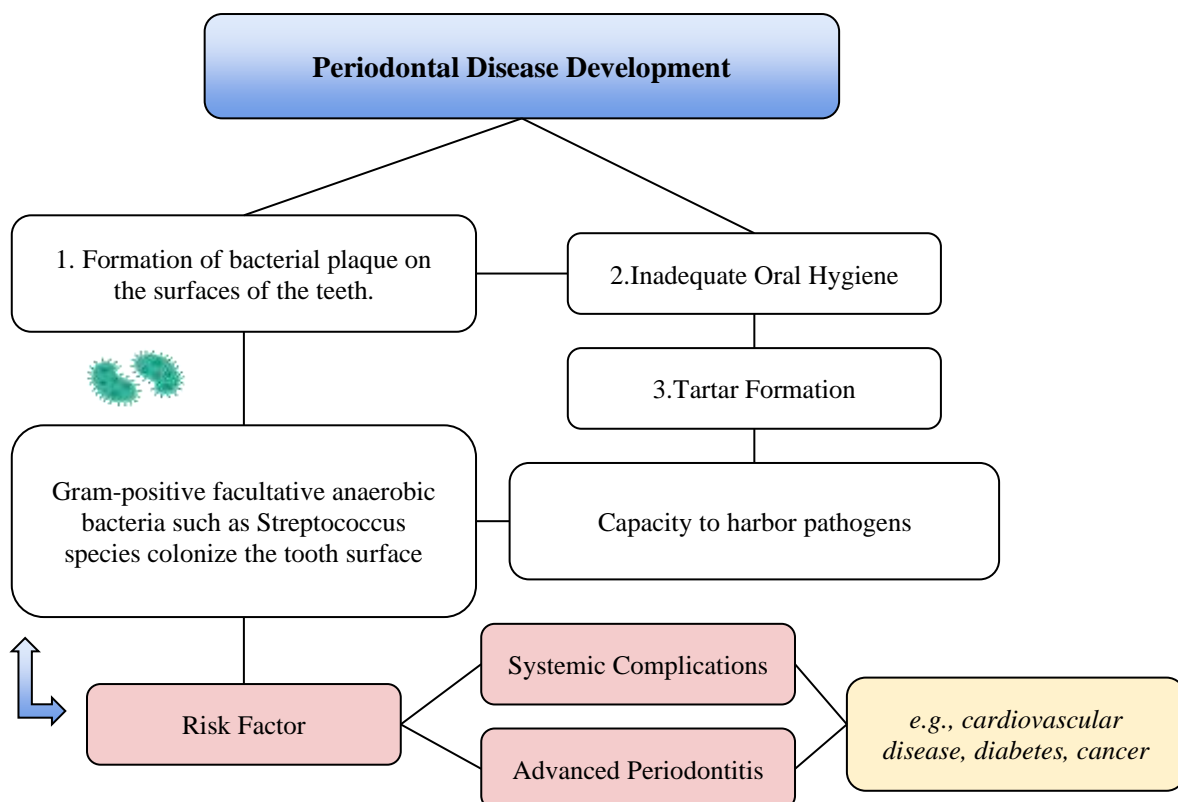 Periodontal Disease Development
1. Formation of bacterial plaque on
the surfaces of the teeth.
2.Inadequate Oral Hygiene
3.Tartar Formation
Gram-positive facultative anaerobic
bacteria such as Streptococcus
species colonize the tooth surface
Capacity to harbor pathogens
Systemic Complications
Risk Factor
e.g., cardiovascular
disease, diabetes, cancer
Advanced Periodontitis